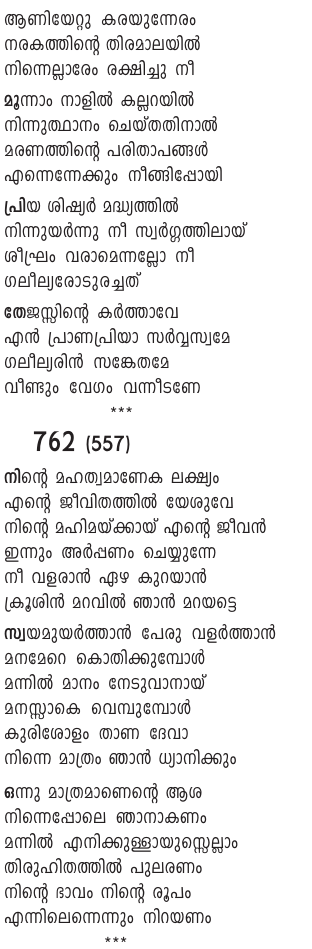 ആണിയേറ്റു കരയുന്നേരം
നരകത്തിന്റെ തിരമാലയിൽ
നിന്നെല്ലാരേം രക്ഷിച്ചു നീ
മൂന്നാം നാളിൽ കല്ലറയിൽ
നിന്നുത്ഥാനം ചെയ്തതിനാൽ
മരണത്തിന്റെ പരിതാപങ്ങൾ
എന്നെന്നേക്കും നീങ്ങിപ്പോയി
പ്രിയ ശിഷ്യർ മദ്ധ്യത്തിൽ
നിന്നുയർന്നു നീ സ്വർഗ്ഗത്തിലായ്
ശീഘ്രം വരാമെന്നല്ലോ നീ
ഗലീല്യരോടുരച്ചത്
തേജസ്സിന്റെ കർത്താവേ
എൻ പ്രാണപ്രിയാ സർവ്വസ്വമേ
ഗലീല്യരിൻ സങ്കേതമേ
വീണ്ടും വേഗം വന്നീടണേ
***
762 (557)
നിന്റെ മഹത്വമാണേക ലക്ഷ്യം
എന്റെ ജീവിതത്തിൽ യേശുവേ
നിന്റെ മഹിമയ്ക്കായ് എന്റെ ജീവൻ
ഇന്നും അർപ്പണം ചെയ്യുന്നേ
നീ വളരാൻ ഏഴ കുറയാൻ
ക്രൂശിൻ മറവിൽ ഞാൻ മറയട്ടെ
സ്വയമുയർത്താൻ പേരു വളർത്താൻ
മനമേറെ കൊതിക്കുമ്പോൾ
മന്നിൽ മാനം നേടുവാനായ്
മനസ്സാകെ വെമ്പുമ്പോൾ
കുരിശോളം താണ ദേവാ
നിന്നെ മാത്രം ഞാൻ ധ്യാനിക്കും
ഒന്നു മാത്രമാണെന്റെ ആശ
നിന്നെപ്പോലെ ഞാനാകണം
മന്നിൽ എനിക്കുള്ളായുസ്സെല്ലാം
തിരുഹിതത്തിൽ പുലരണം
നിന്റെ ഭാവം നിന്റെ രൂപം
എന്നിലെന്നെന്നും നിറയണം
***